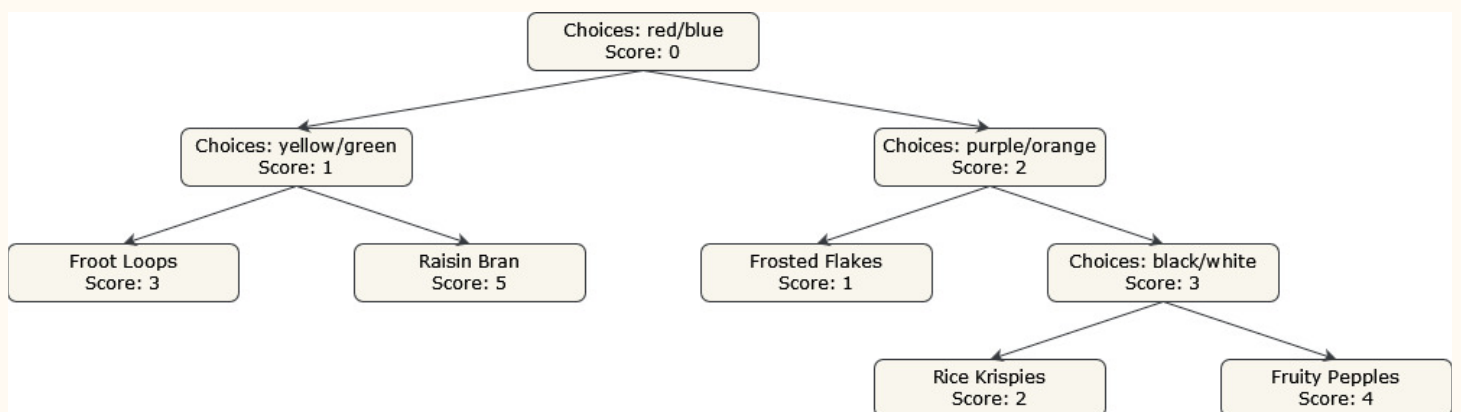 Choices: red/blue
Score: 0
Choices: yellow/green
Score: 1
Choices: purple/orange
Score: 2
Froot Loops
Score: 3
Raisin Bran
Score: 5
Frosted Flakes
Score: 1
Choices: black/white
Score: 3
Rice Krispies
Score: 2
Fruity Pepples
Score: 4